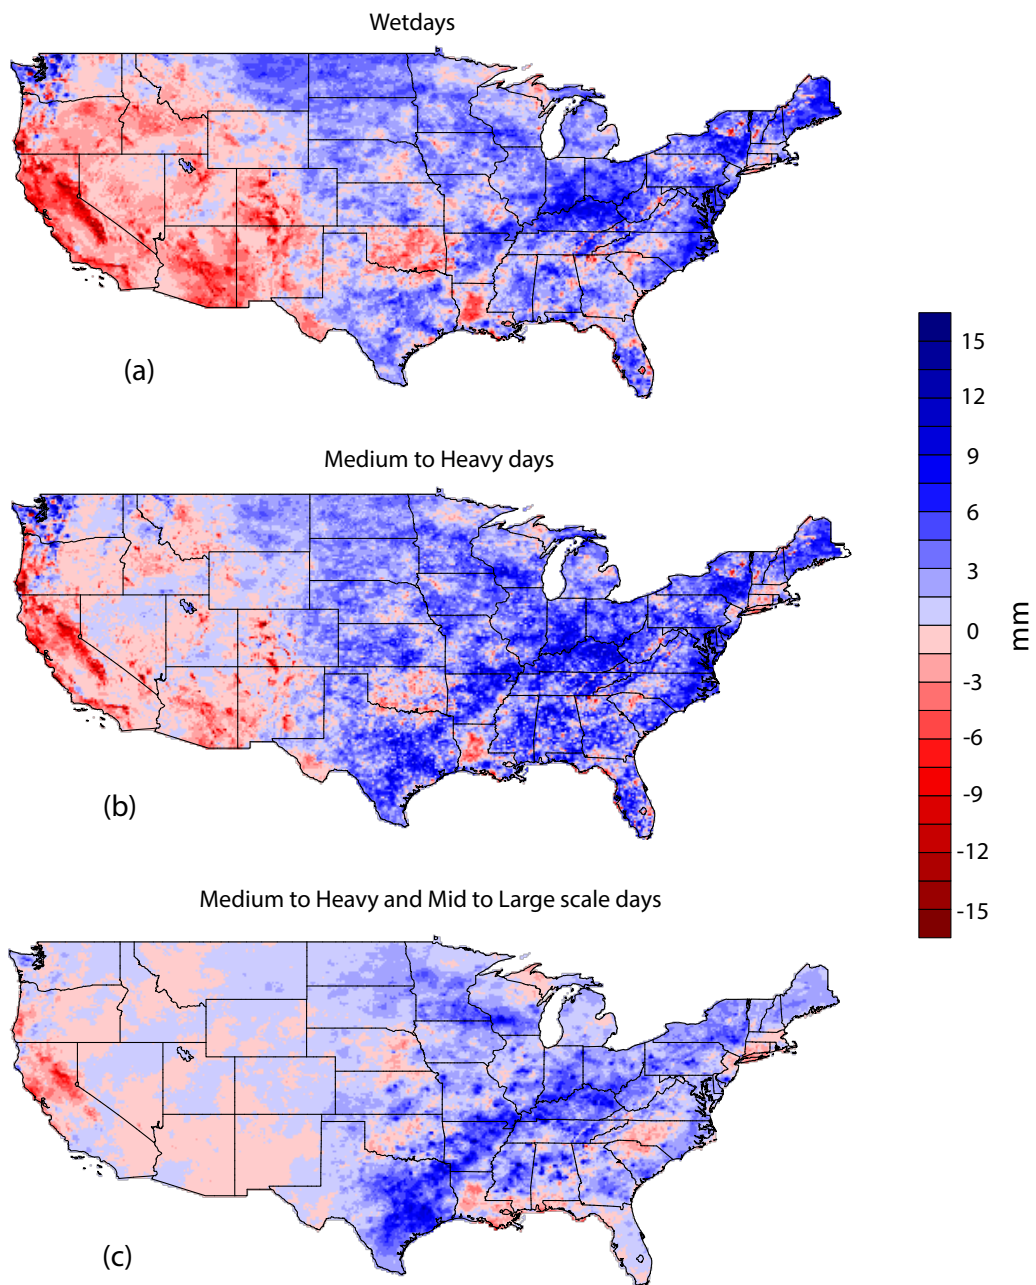 Wetdays
(a)
Medium to Heavy days
(b)
Medium to Heavy and Mid to Large scale days
(c)
15
12
9
6
3
0
-3
-6
-9
-12
-15
mm